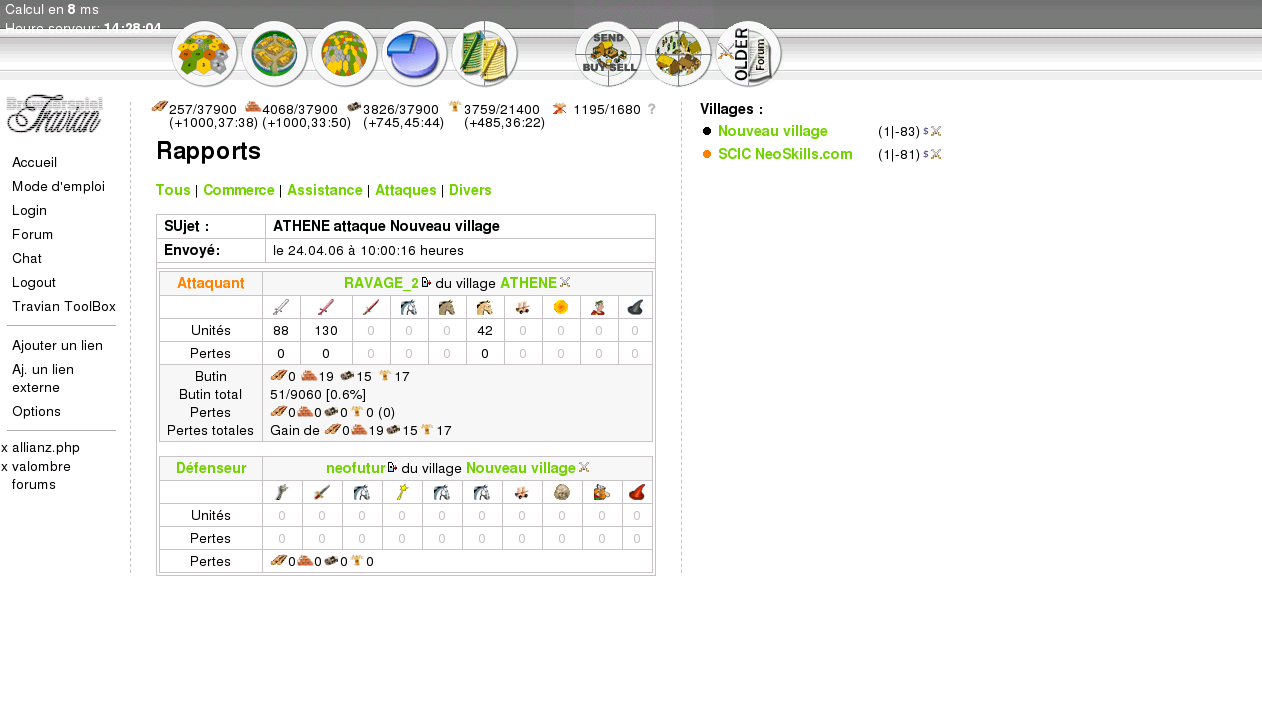 Calcul en 8 ms
Heure serveur: 14:28:04
SEND
BUY SELL
OLDER
Forum
Travian
257/37900 4068/37900 3826/37900 3759/21400 1195/1680 ?
(+1000,37:38) (+1000,33:50) (+745,45:44) (+485,36:22)
Villages :
Nouveau village (1|-83) s
SCIC NeoSkills.com (1|-81) s
Accueil
Mode d'emploi
Login
Forum
Chat
Logout
Travian ToolBox
Ajouter un lien
Aj. un lien
externe
Options
x allianz.php
x valombre
forums
Rapports
Tous | Commerce | Assistance | Attaques | Divers
SUjet : ATHENE attaque Nouveau village
Envoyé: le 24.04.06 à 10:00:16 heures
Attaquant RAVAGE_2 du village ATHENE
Unités 88 130 0 0 0 42 0 0 0 0
Pertes 0 0 0 0 0 0 0 0 0 0
Butin 0 19 15 17
Butin total 51/9060 [0.6%]
Pertes 0 0 0 0 (0)
Pertes totales Gain de 0 19 15 17
Défenseur neofutur du village Nouveau village
Unités 0 0 0 0 0 0 0 0 0 0
Pertes 0 0 0 0 0 0 0 0 0 0
Pertes 0 0 0 0